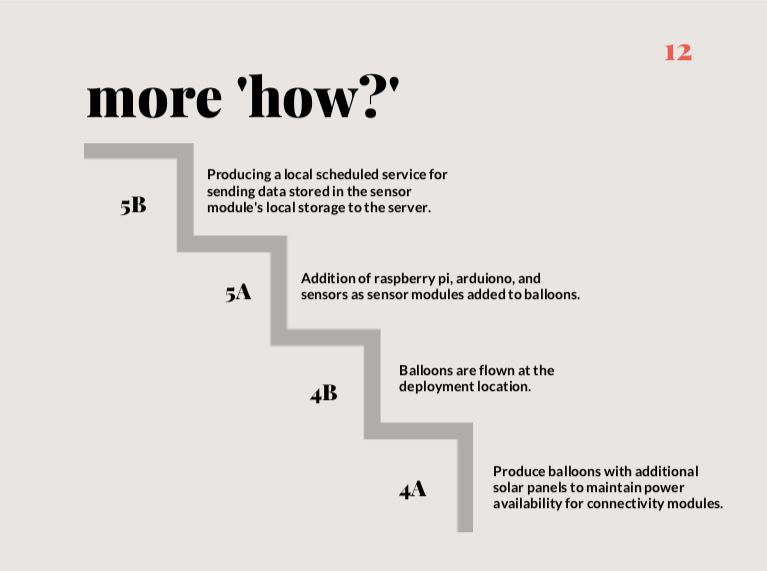 12
more 'how?'
5B
Producing a local scheduled service for
sending data stored in the sensor
module's local storage to the server.
5A
Addition of raspberry pi, arduiono, and
sensors as sensor modules added to balloons.
4B
Balloons are flown at the
deployment location.
4A
Produce balloons with additional
solar panels to maintain power
availability for connectivity modules.